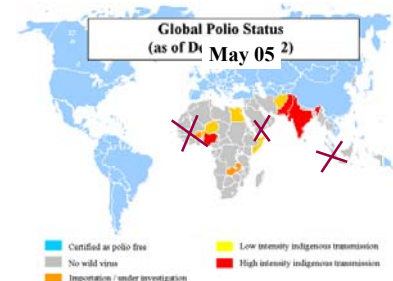 Global Polio Status
(as of De May 05 2)
Certified as polio free
No wild virus
Importation / under investigation
Low intensity indigenous transmission
High intensity indigenous transmission